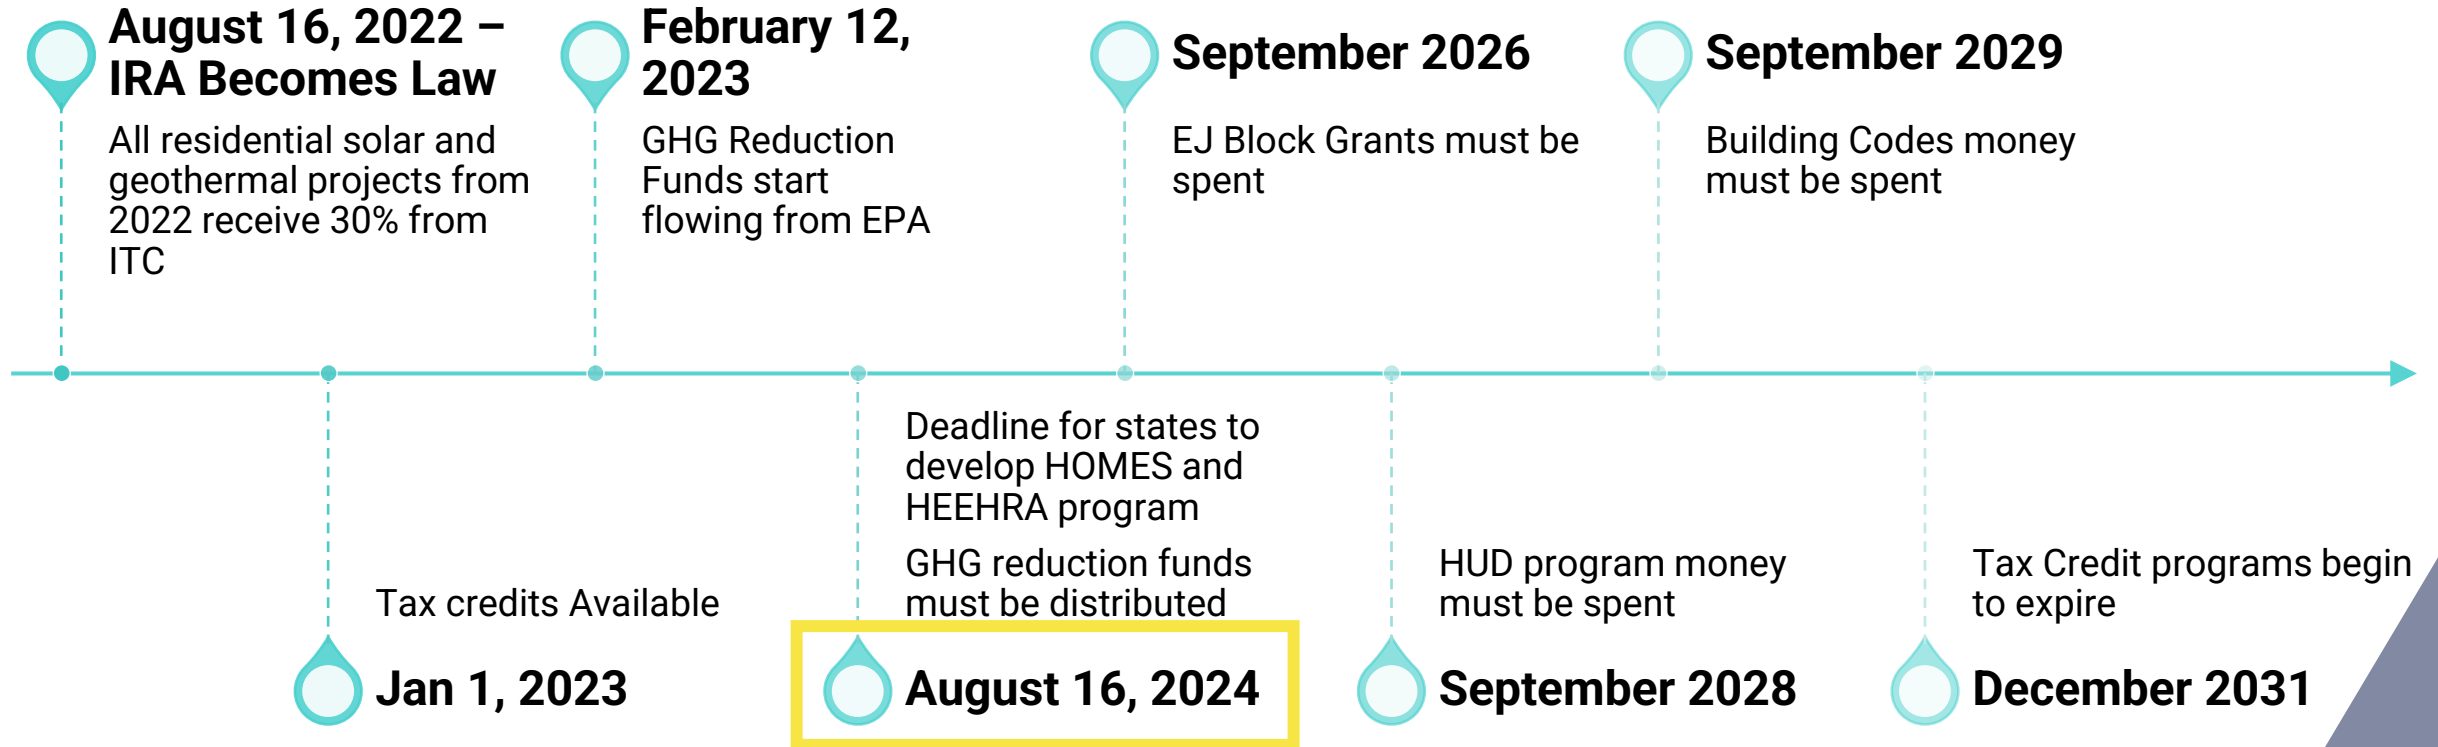 August 16, 2022 –
IRA Becomes Law
All residential solar and
geothermal projects from
2022 receive 30% from
ITC
Tax credits Available
Jan 1, 2023
February 12,
2023
GHG Reduction
Funds start
flowing from EPA
Deadline for states to
develop HOMES and
HEEHRA program
GHG reduction funds
must be distributed
August 16, 2024
September 2026
EJ Block Grants must be
spent
HUD program money
must be spent
September 2028
September 2029
Building Codes money
must be spent
Tax Credit programs begin
to expire
December 2031